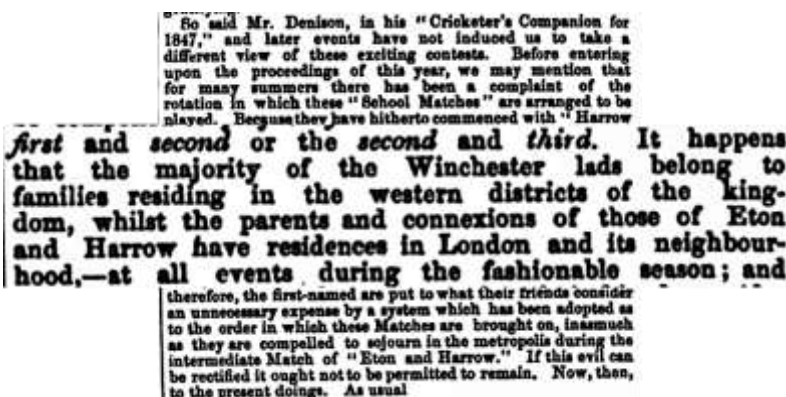 So said Mr. Denison, in his "Cricketer's Companion for
1847," and later events have not induced us to take a
different view of these exciting contests. Before entering
upon the proceedings of this year, we may mention that
for many summers there has been a complaint of the
rotation in which these "School Matches" are arranged to be
played. Because they have hitherto commenced with "Harrow
first and second or the second and third. It happens
that the majority of the Winchester lads belong to
families residing in the western districts of the king-
dom, whilst the parents and connexions of those of Eton
and Harrow have residences in London and its neighbour-
hood,—at all events during the fashionable season; and
therefore, the first-named are put to what their friends consider
an unnecessary expense by a system which has been adopted as
to the order in which these Matches are brought on, inasmuch
as they are compelled to sojourn in the metropolis during the
intermediate Match of "Eton and Harrow." If this evil can
be rectified it ought not to be permitted to remain. Now, then,
to the present doings. As usual